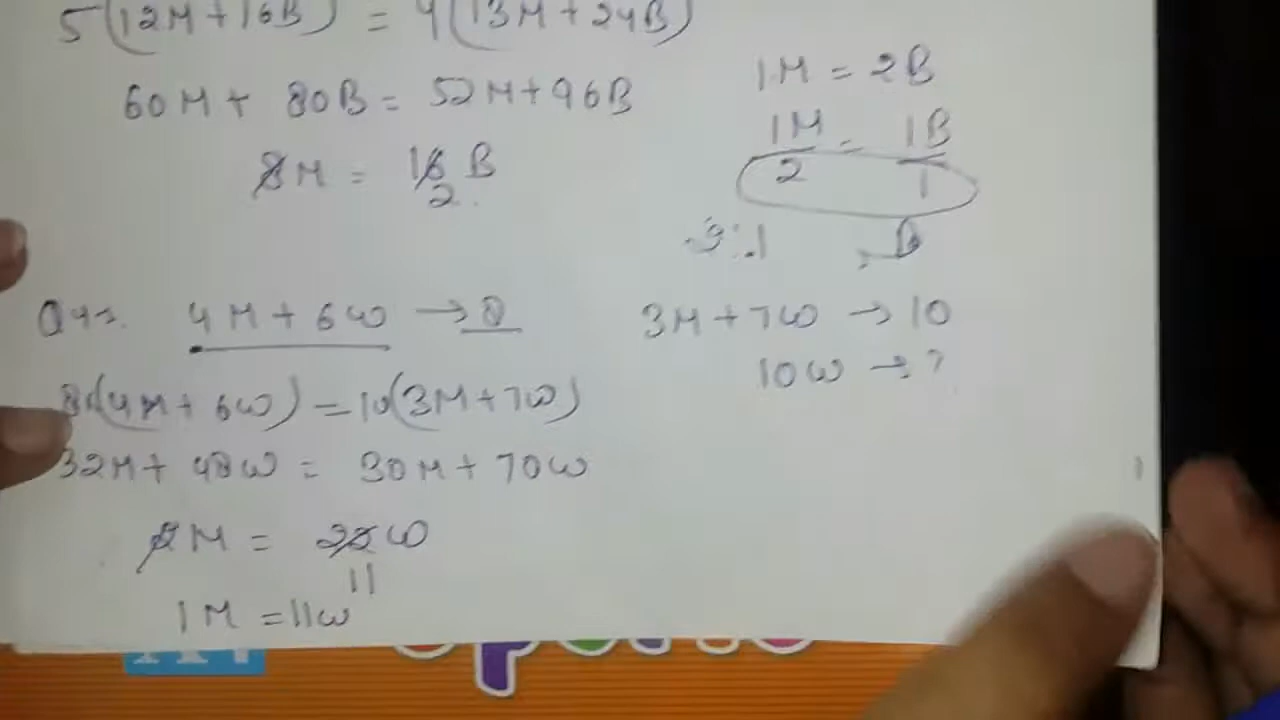 5(12M+16B) = 4(13M+24B)
60M + 80B = 52M+96B
8M = 16 B
2
1M = 2B
1M = 1B
2 1
1
B
4M + 6W → 8
3M + 7W → 10
10W → ?
8(4M + 6W) = 10(3M+7W)
32M + 48W = 30M + 70W
2M = 22W
11
1M = 11W